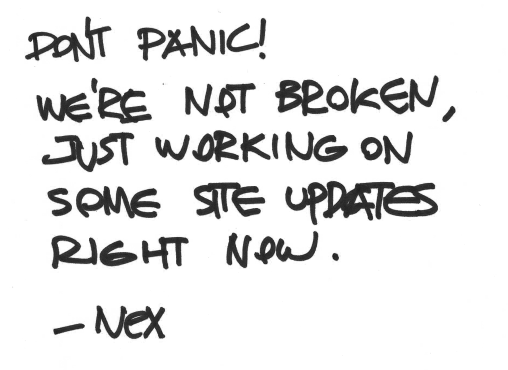 DON'T PANIC!
WE'RE NOT BROKEN,
JUST WORKING ON
SOME SITE UPDATES
RIGHT NOW.
— NEX